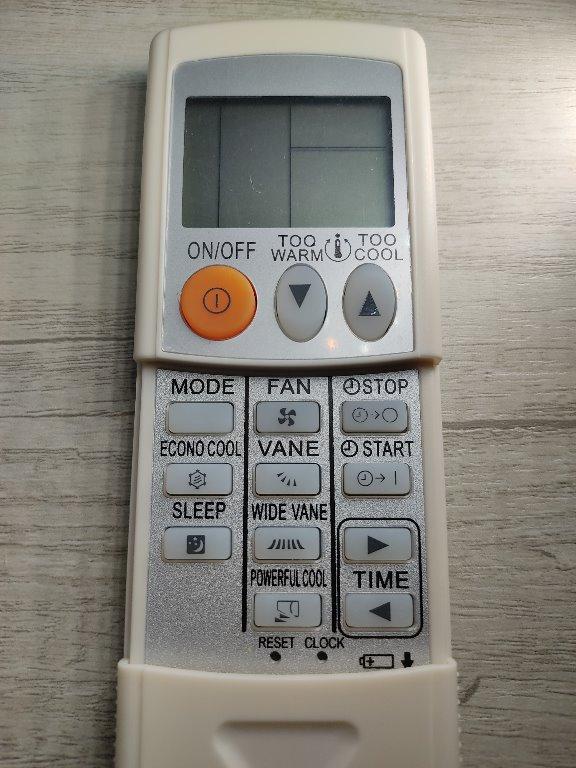 ON/OFF
TOO WARM
TOO COOL
MODE
FAN
STOP
ECONO COOL
VANE
START
SLEEP
WIDE VANE
POWERFUL COOL
TIME
RESET
CLOCK